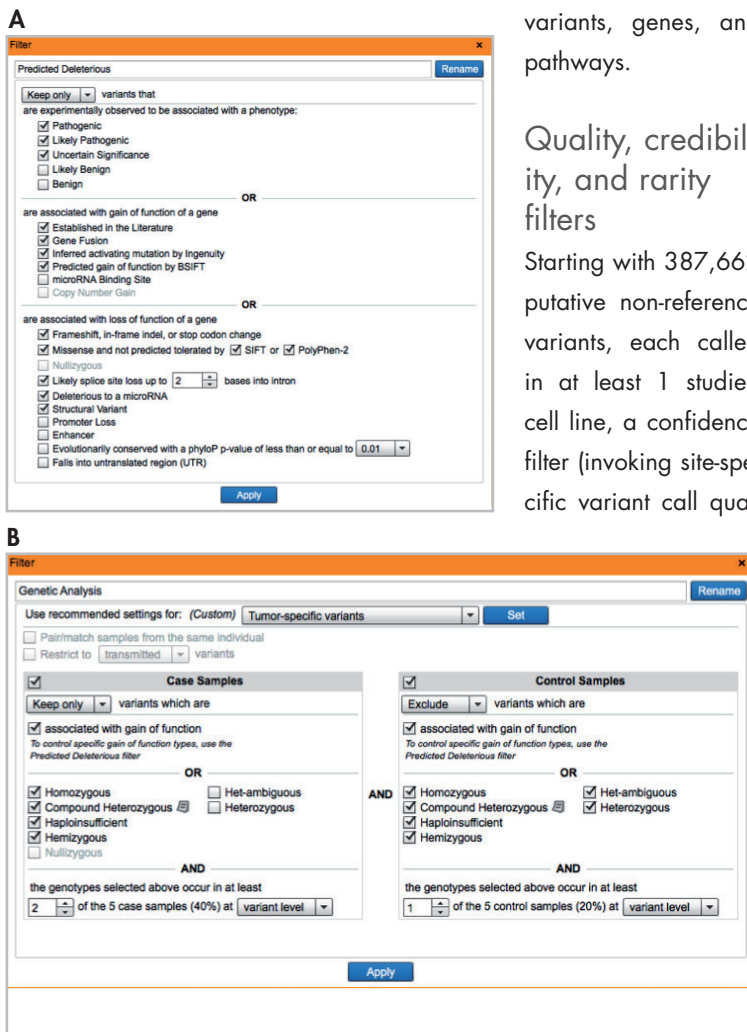 A
Filter x
Predicted Deleterious Rename
Keep only variants that
are experimentally observed to be associated with a phenotype:
Pathogenic
Likely Pathogenic
Uncertain Significance
Likely Benign
Benign
OR
are associated with gain of function of a gene
Established in the Literature
Gene Fusion
Inferred activating mutation by Ingenuity
Predicted gain of function by BSIFT
microRNA Binding Site
Copy Number Gain
OR
are associated with loss of function of a gene
Frameshift, in-frame indel, or stop codon change
Missense and not predicted tolerated by SIFT or PolyPhen-2
Nullizygous
Likely splice site loss up to 2 bases into intron
Deleterious to a microRNA
Structural Variant
Promoter Loss
Enhancer
Evolutionarily conserved with a phyloP p-value of less than or equal to 0.01
Falls into untranslated region (UTR)
Apply
variants, genes, an
pathways.
Quality, credibil
ity, and rarity
filters
Starting with 387,66
putative non-referenc
variants, each calle
in at least 1 studie
cell line, a confidenc
filter (invoking site-spe
cific variant call qua
B
Filter x
Genetic Analysis Rename
Use recommended settings for: (Custom) Tumor-specific variants Set
Pair/match samples from the same individual
Restrict to transmitted variants
Case Samples
Keep only variants which are
associated with gain of function
To control specific gain of function types, use the
Predicted Deleterious filter
OR
Homozygous Het-ambiguous
Compound Heterozygous Heterozygous
Haploinsufficient
Hemizygous
Nullizygous
AND
the genotypes selected above occur in at least
2 of the 5 case samples (40%) at variant level
AND
Control Samples
Exclude variants which are
associated with gain of function
To control specific gain of function types, use the
Predicted Deleterious filter
OR
Homozygous Het-ambiguous
Compound Heterozygous Heterozygous
Haploinsufficient
Hemizygous
AND
the genotypes selected above occur in at least
1 of the 5 control samples (20%) at variant level
Apply